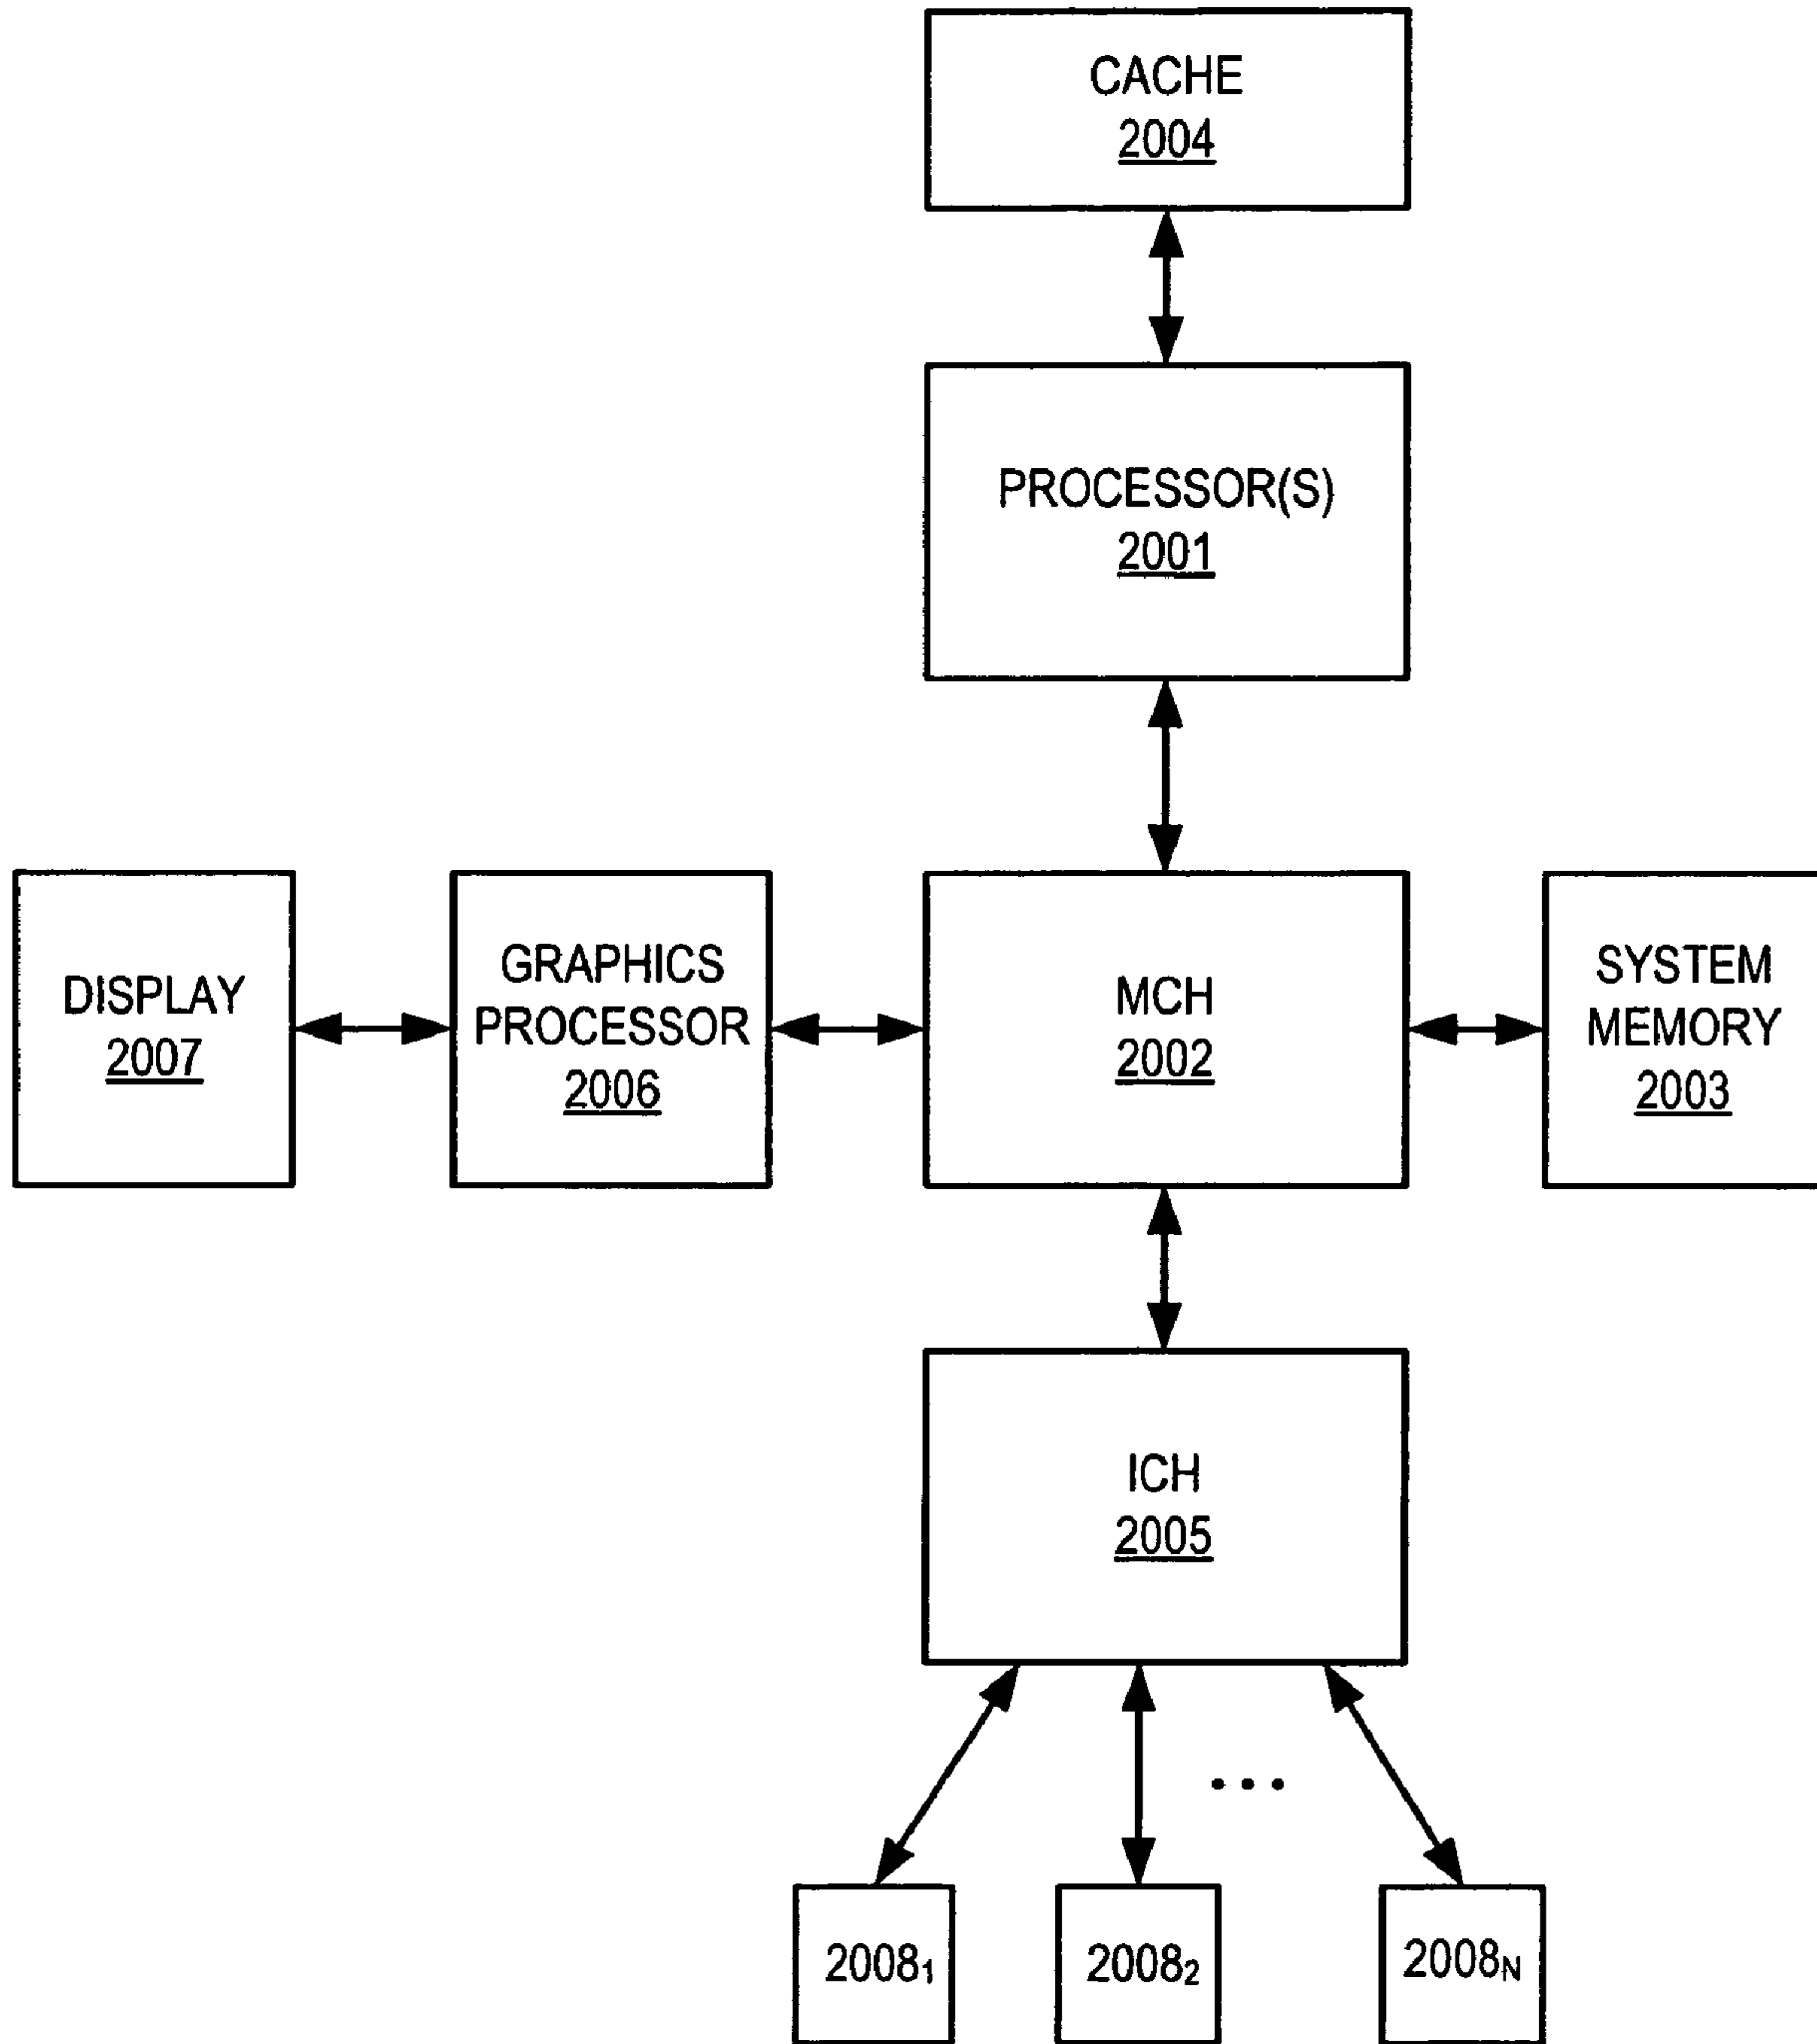 CACHE
2004
PROCESSOR(S)
2001
DISPLAY
2007
GRAPHICS
PROCESSOR
2006
MCH
2002
SYSTEM
MEMORY
2003
ICH
2005
...
2008₁
2008₂
2008N